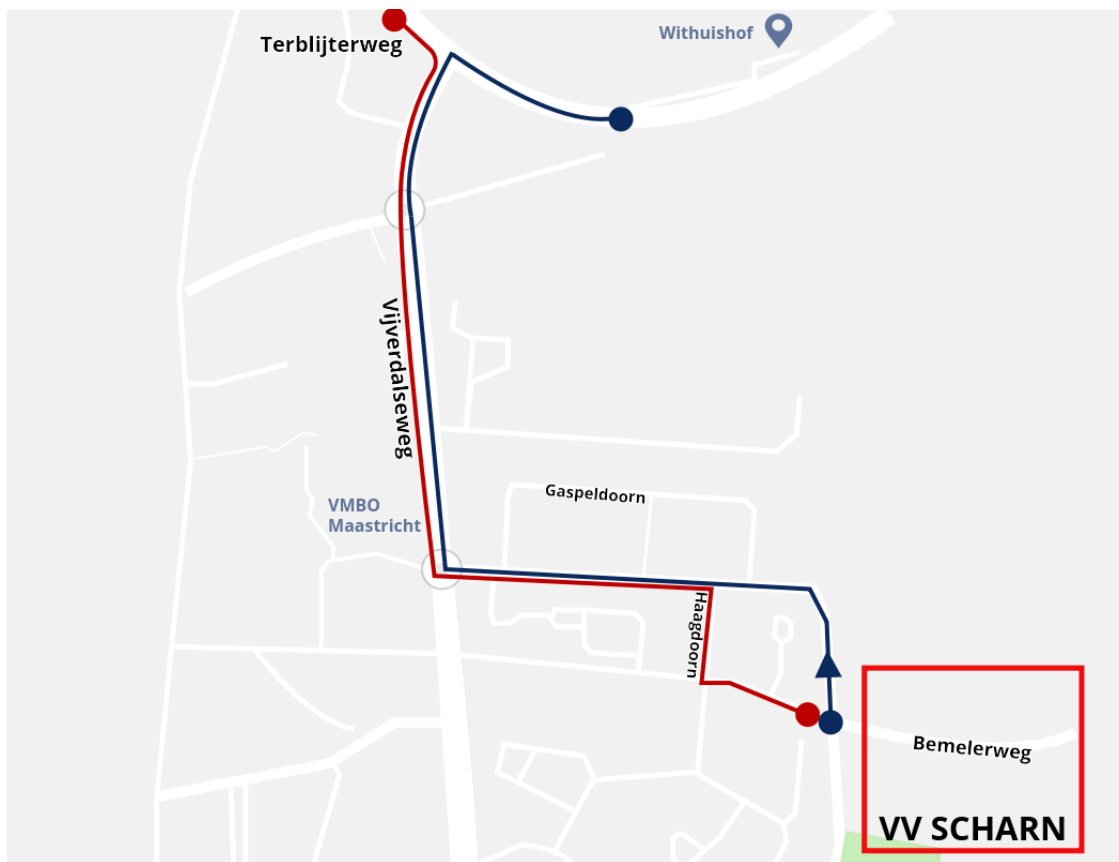 Withuishof
Terblijterweg
Vijverdalseweg
Gaspeldoorn
VMBO
Maastricht
Haagdoorn
Bemelerweg
VV SCHARN